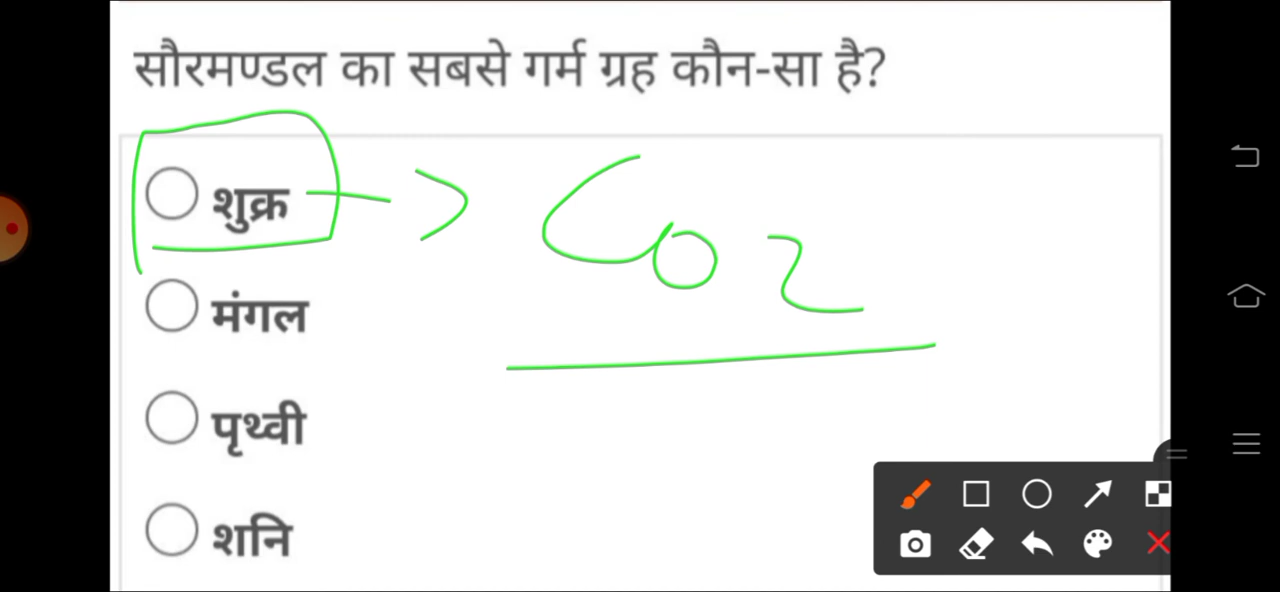 सौरमण्डल का सबसे गर्म ग्रह कौन-सा है?
शुक्र → CO2
मंगल
पृथ्वी
शनि